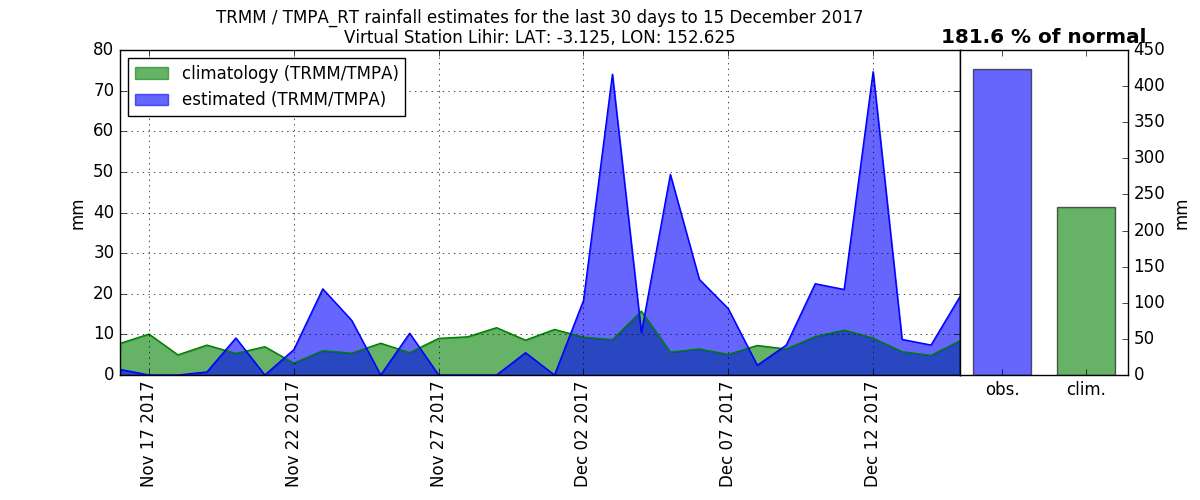 TRMM / TMPA_RT rainfall estimates for the last 30 days to 15 December 2017
Virtual Station Lihir: LAT: -3.125, LON: 152.625
181.6 % of normal
climatology (TRMM/TMPA)
estimated (TRMM/TMPA)
mm
80
70
60
50
40
30
20
10
0
Nov 17 2017
Nov 22 2017
Nov 27 2017
Dec 02 2017
Dec 07 2017
Dec 12 2017
obs.
clim.
450
400
350
300
250
200
150
100
50
0
mm